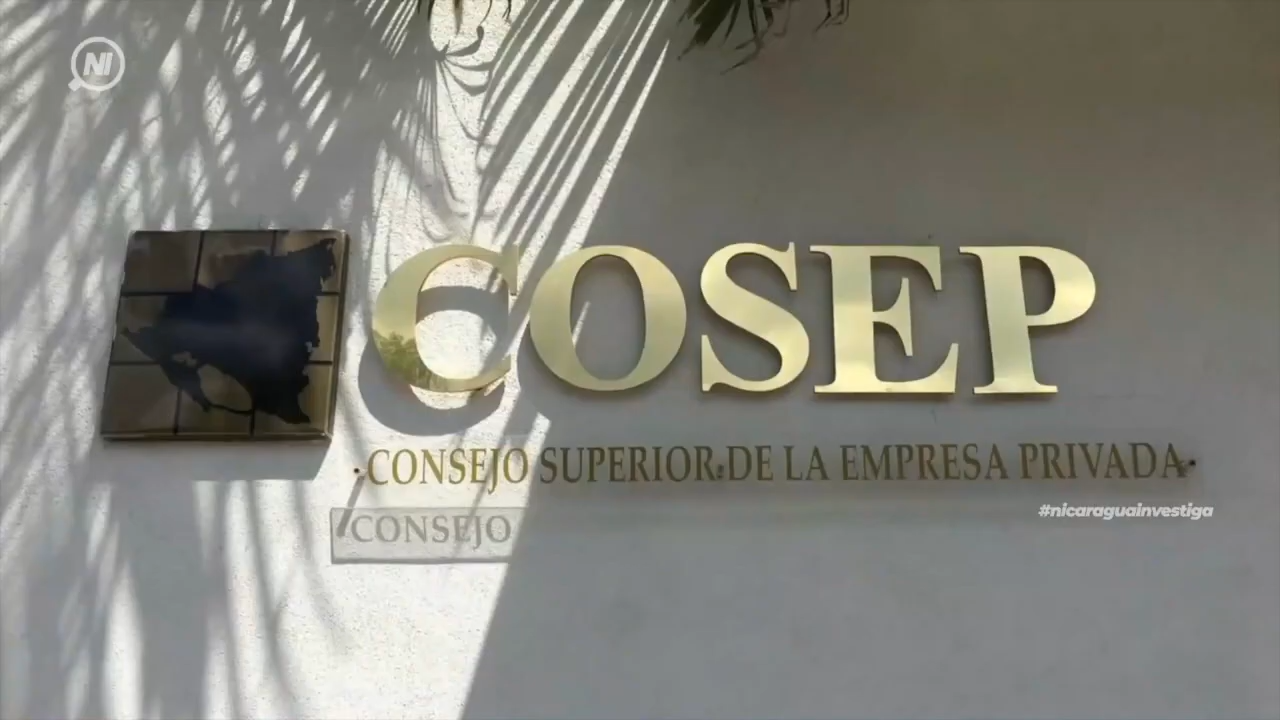 NI
COSEP
CONSEJO SUPERIOR DE LA EMPRESA PRIVADA
#nicaraguainvestiga
CONSEJO